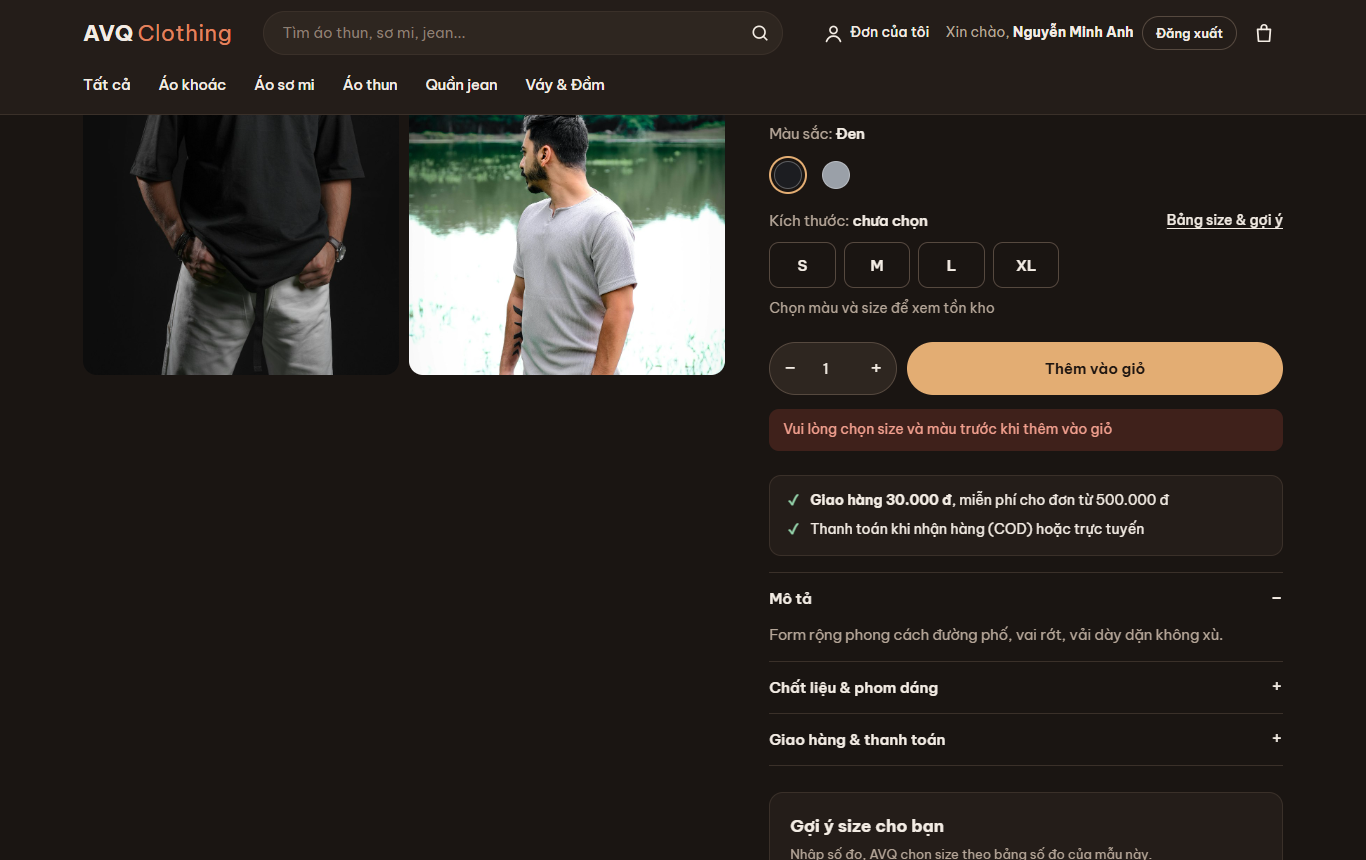 AVQ Clothing
Tìm áo thun, sơ mi, jean...
Đơn của tôi
Xin chào, Nguyễn Minh Anh
Đăng xuất
Tất cả
Áo khoác
Áo sơ mi
Áo thun
Quần jean
Váy & Đầm
Màu sắc: Đen
Kích thước: chưa chọn
Bảng size & gợi ý
S
M
L
XL
Chọn màu và size để xem tồn kho
− 1 +
Thêm vào giỏ
Vui lòng chọn size và màu trước khi thêm vào giỏ
✓ Giao hàng 30.000 đ, miễn phí cho đơn từ 500.000 đ
✓ Thanh toán khi nhận hàng (COD) hoặc trực tuyến
Mô tả −
Form rộng phong cách đường phố, vai rớt, vải dày dặn không xù.
Chất liệu & phom dáng +
Giao hàng & thanh toán +
Gợi ý size cho bạn
Nhập số đo, AVQ chọn size theo bảng số đo của mẫu này.